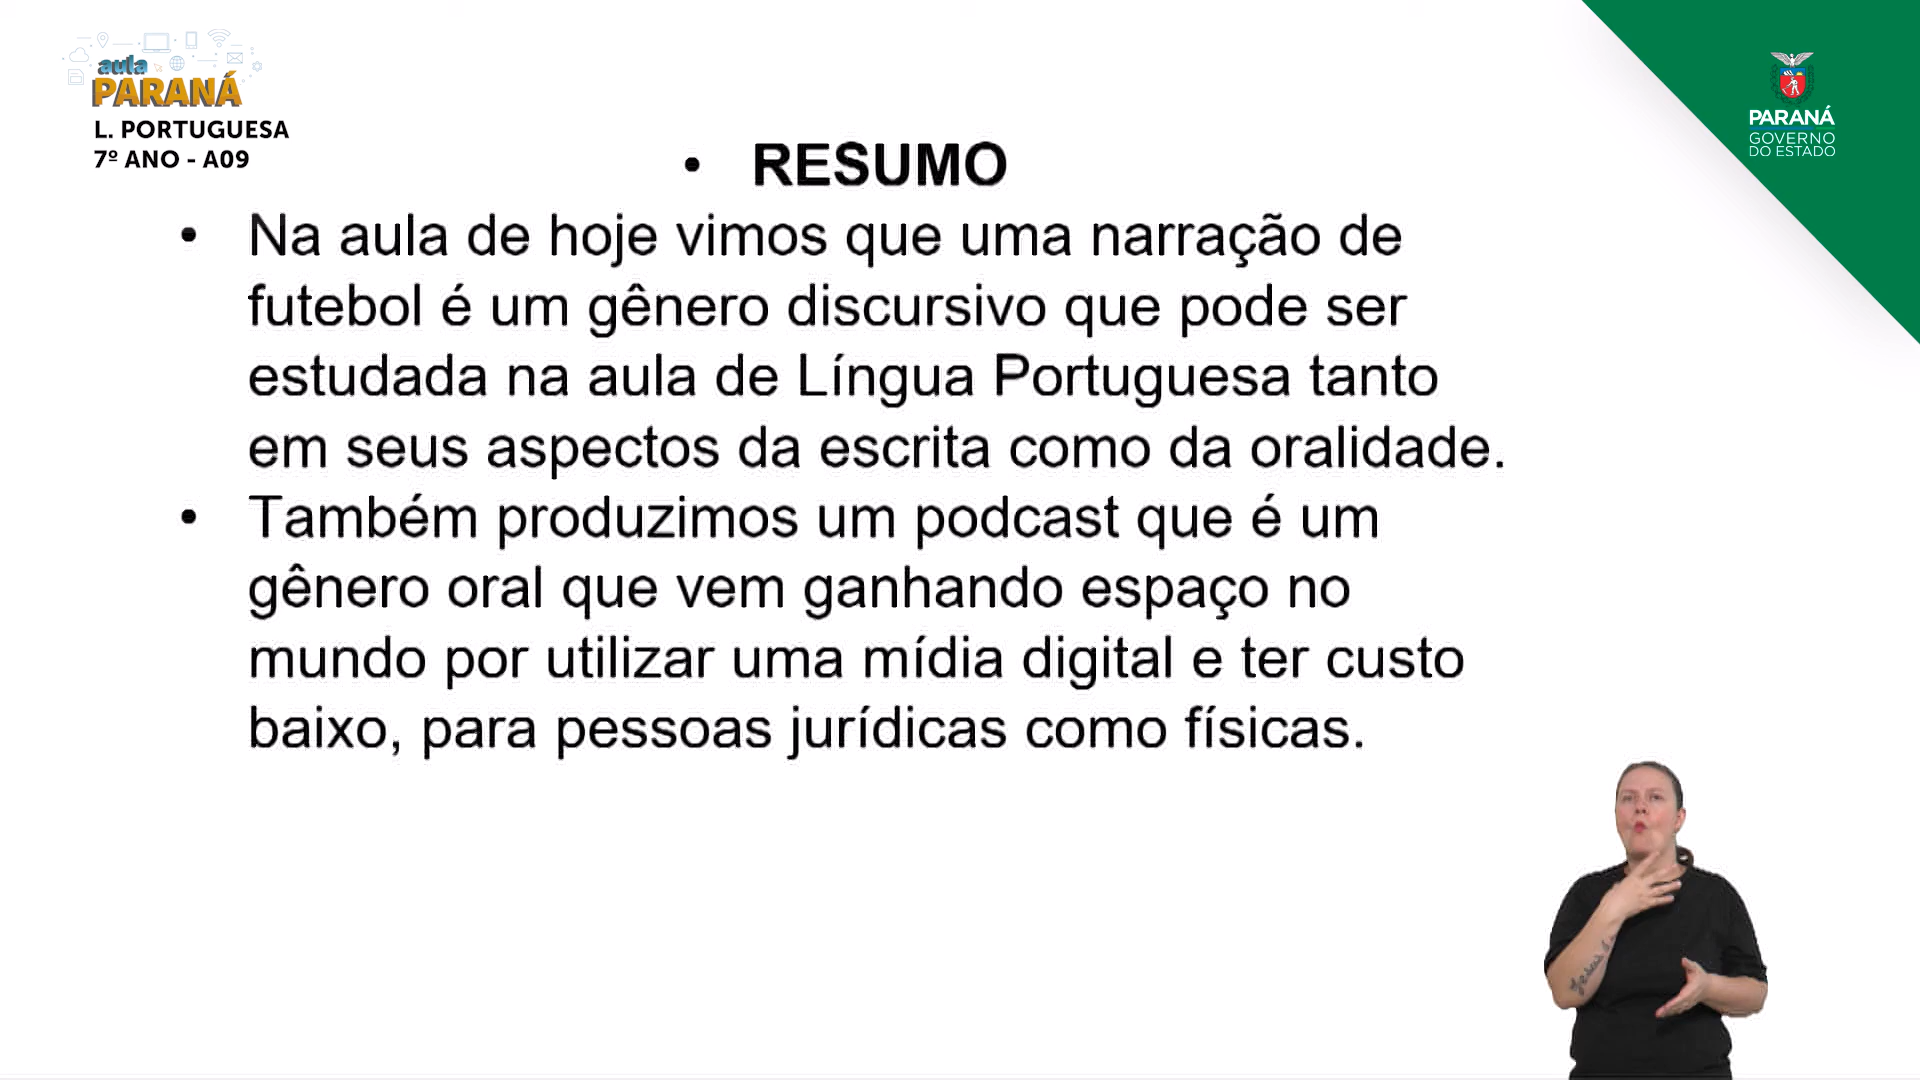 aula
PARANÁ
L. PORTUGUESA
7º ANO - A09
PARANÁ
GOVERNO
DO ESTADO
• RESUMO
• Na aula de hoje vimos que uma narração de
futebol é um gênero discursivo que pode ser
estudada na aula de Língua Portuguesa tanto
em seus aspectos da escrita como da oralidade.
• Também produzimos um podcast que é um
gênero oral que vem ganhando espaço no
mundo por utilizar uma mídia digital e ter custo
baixo, para pessoas jurídicas como físicas.